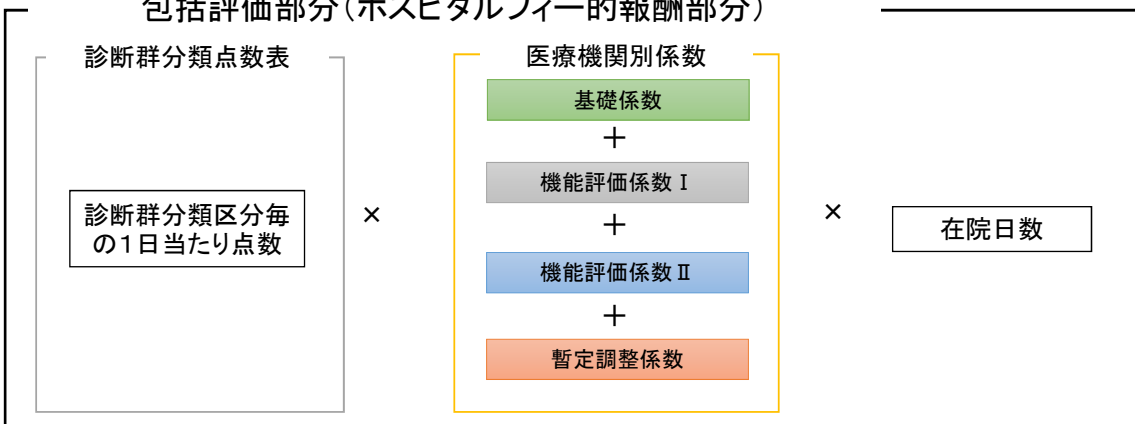 包括評価部分（ホスピタルフィー的報酬部分）
診断群分類点数表
医療機関別係数
基礎係数
＋
機能評価係数Ⅰ
診断群分類区分毎
の１日当たり点数
×
＋
×
在院日数
機能評価係数Ⅱ
＋
暫定調整係数